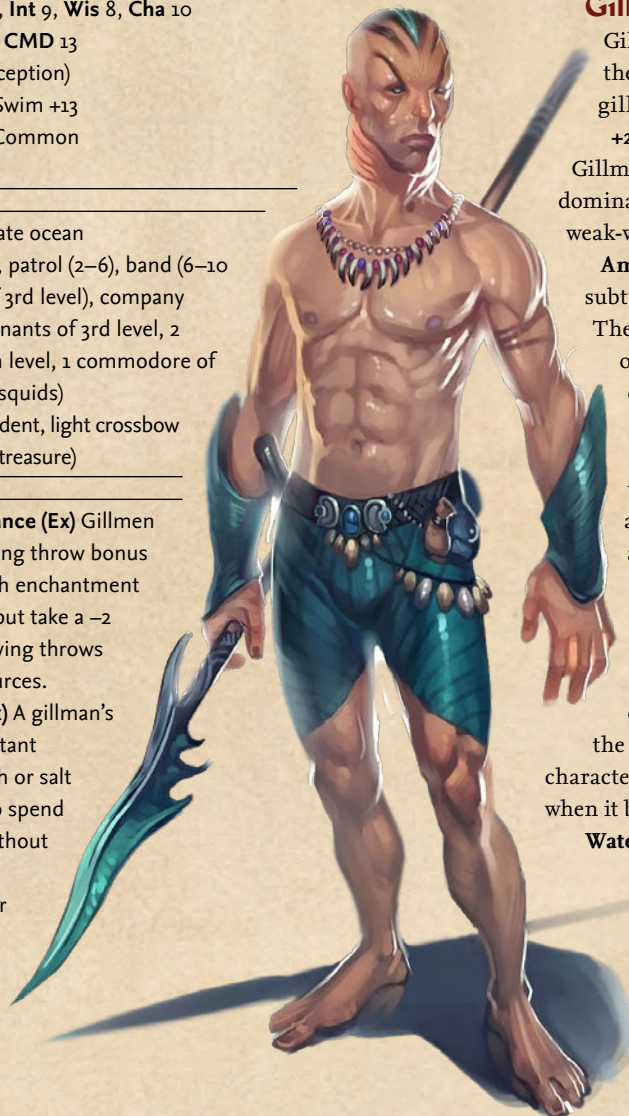 , Int 9, Wis 8, Cha 10
CMD 13
ception)
Swim +13
Common
ate ocean
, patrol (2–6), band (6–10
f 3rd level), company
nants of 3rd level, 2
h level, 1 commodore of
squids)
dent, light crossbow
treasure)
ance (Ex) Gillmen
ing throw bonus
h enchantment
but take a –2
ving throws
urces.
x) A gillman's
tant
h or salt
o spend
thout
r
Gill
Gil
the
gill
+2
Gillm
domina
weak-w
Am
subt
The
o
a
a
the
characte
when it b
Wate